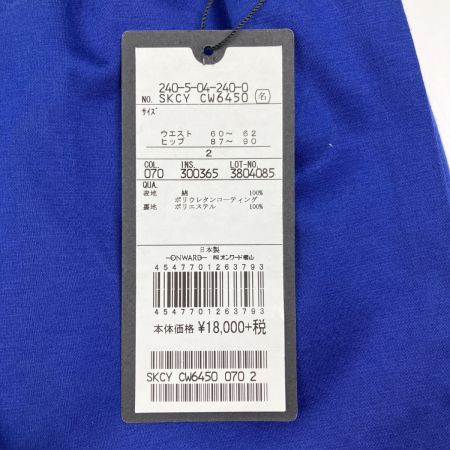 240-5-04-240-0
NO. SKCY CW6450 名
サイズ
ウエスト 60～ 62
ヒップ 87～ 90
2
COL. INS. LOT-NO.
070 300365 3804085
QUA.
表地 綿 100%
ポリウレタンコーティング
裏地 ポリエステル 100%
日本製
ONWARD 株式会社オンワード樫山
4547701263793
4547701263793
本体価格 ¥18,000+税
SKCY CW6450 070 2